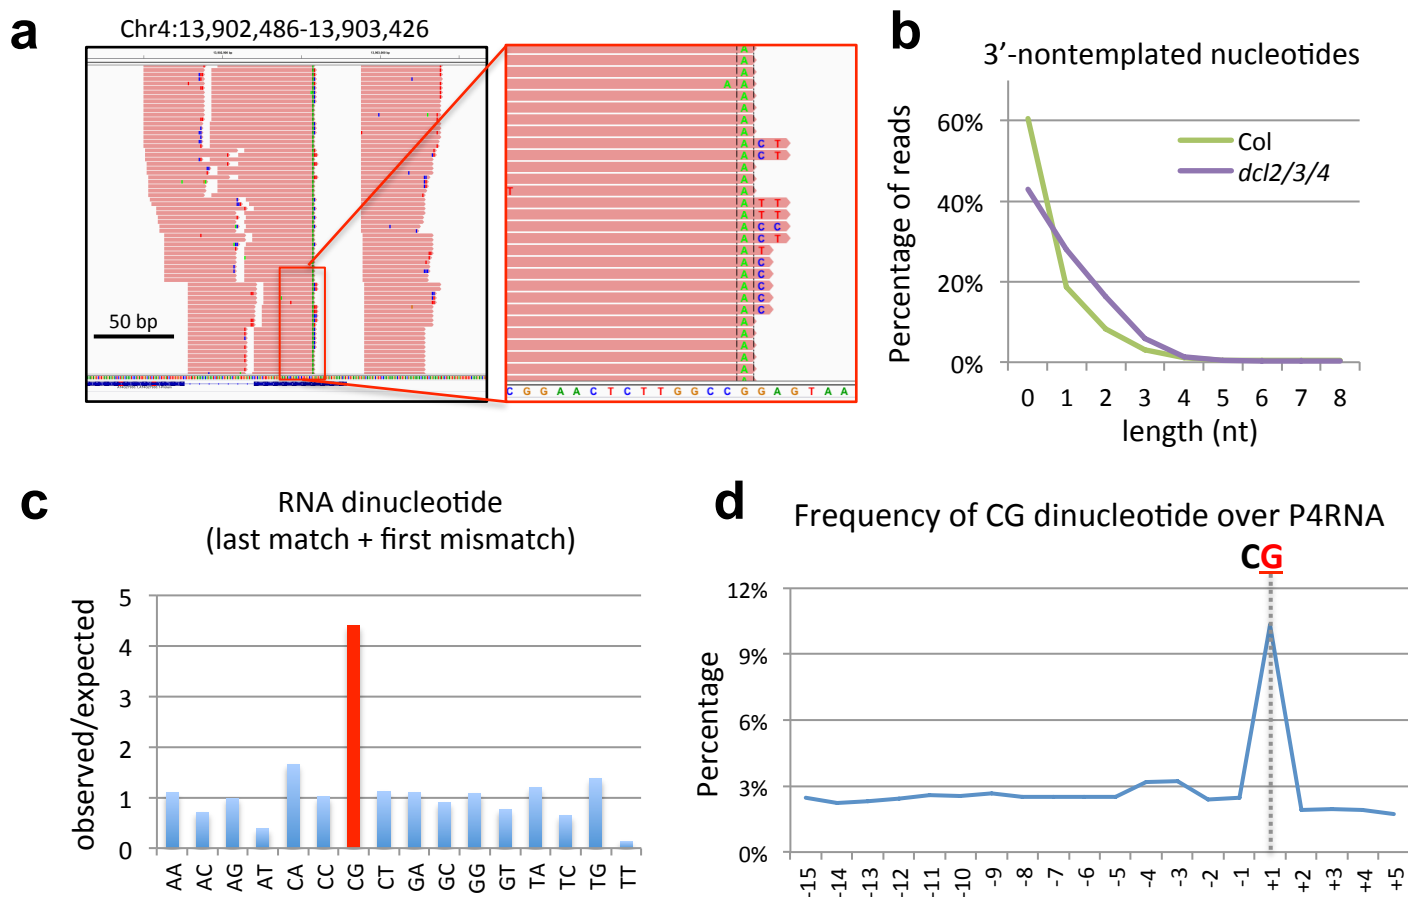 a
Chr4:13,902,486-13,903,426
50 bp
A
A
A
A A
A
A
A
A
A C T
A C T
A
A
T A
A T T
A T T
A C C
A C T
A T
A C
A C
A C
A C
A C
A
A
A
A
A
A
C G G A A C T C T T G G C C G G A G T A A
b
3’-nontemplated nucleotides
Percentage of reads
60%
40%
20%
0%
Col
dcl2/3/4
0 1 2 3 4 5 6 7 8
length (nt)
c
RNA dinucleotide
(last match + first mismatch)
observed/expected
5
4
3
2
1
0
AA AC AG AT CA CC CG CT GA GC GG GT TA TC TG TT
d
Frequency of CG dinucleotide over P4RNA
CG
Percentage
12%
9%
6%
3%
0%
-15 -14 -13 -12 -11 -10 -9 -8 -7 -6 -5 -4 -3 -2 -1 +1 +2 +3 +4 +5